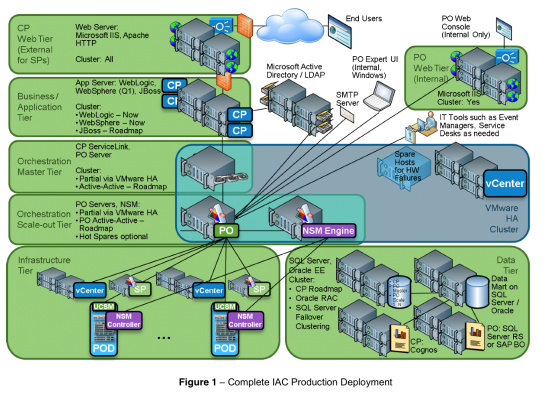 CP
Web Tier
(External
for SPs)
Web Server:
Microsoft IIS, Apache
HTTP
Cluster: All
End Users
PO Web
Console
(Internal Only)
PO
Web Tier
(Internal)
Microsoft IIS
Cluster: Yes
Business /
Application
Tier
App Server: WebLogic,
WebSphere (Q1), JBoss
Cluster:
•WebLogic – Now
•WebSphere – Now
•JBoss – Roadmap
CP
CP
CP
Microsoft Active
Directory / LDAP
PO Expert UI
(Internal,
Windows)
SMTP
Server
IT Tools such as Event
Managers, Service
Desks as needed
Orchestration
Master Tier
CP ServiceLink,
PO Server
Cluster:
•Partial via VMware HA
•Active-Active – Roadmap
Spare
Hosts
for HW
Failures
vCenter
VMware
HA
Cluster
Orchestration
Scale-out Tier
PO Servers, NSM:
•Partial via VMware HA
•PO Active-Active –
Roadmap
•Hot Spares optional
PO
NSM Engine
Infrastructure
Tier
vCenter
SP
vCenter
SP
UCSM
NSM
Controller
POD
...
UCSM
NSM
Controller
POD
SQL Server,
Oracle EE
Cluster:
• CP Roadmap
• Oracle RAC
• SQL Server
Failover
Clustering
Data
Tier
Data
Mart on
SQL
Server /
Oracle
CP:
Cognos
PO: SQL
Server RS
or SAP BO
Figure 1 – Complete IAC Production Deployment